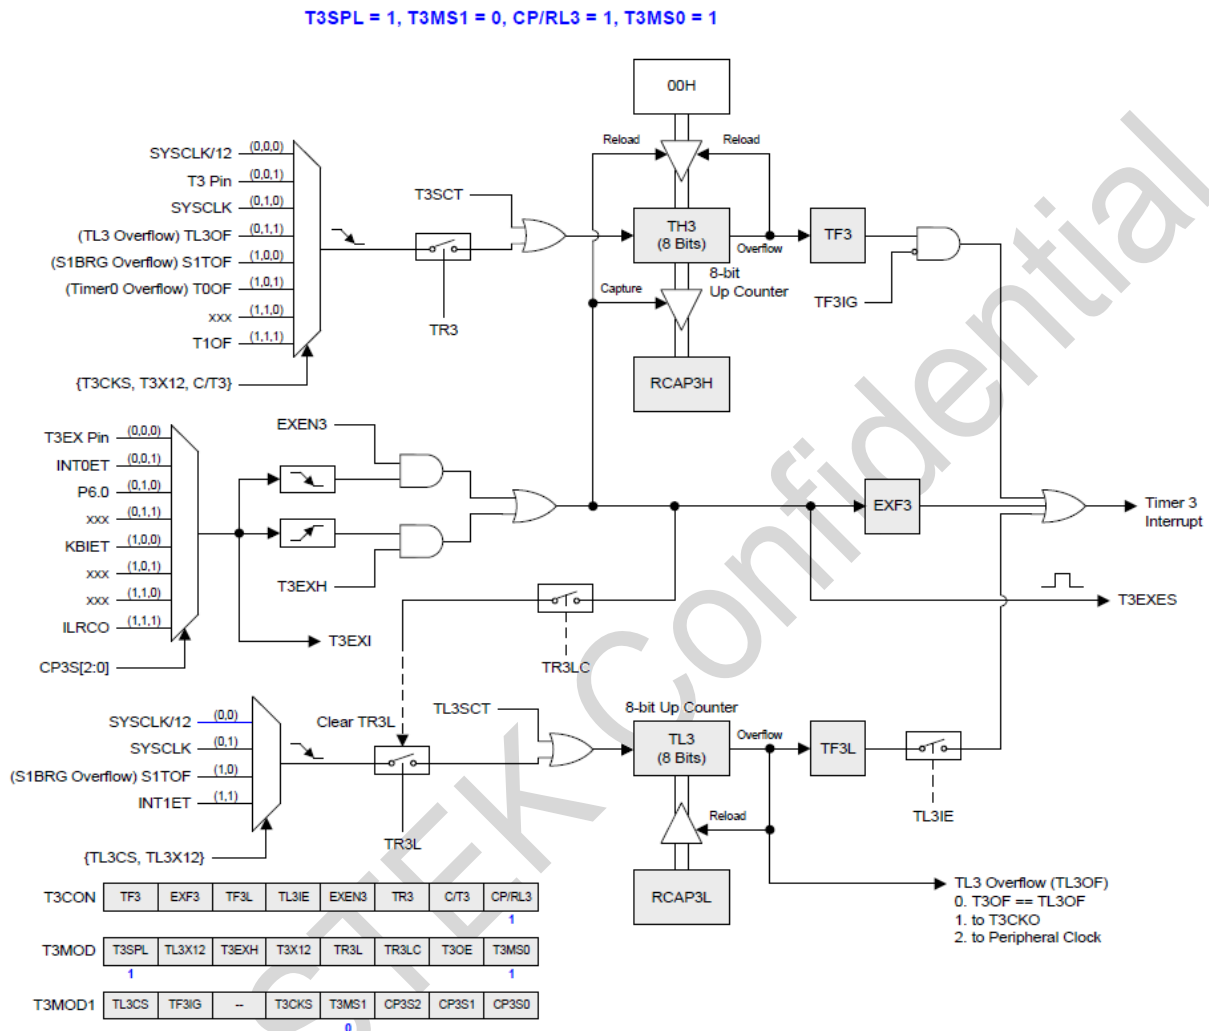 T3SPL = 1, T3MS1 = 0, CP/RL3 = 1, T3MS0 = 1
00H
Reload
Reload
SYSCLK/12 (0,0,0)
T3 Pin (0,0,1)
SYSCLK (0,1,0)
(TL3 Overflow) TL3OF (0,1,1)
(S1BRG Overflow) S1TOF (1,0,0)
(Timer0 Overflow) T0OF (1,0,1)
xxx (1,1,0)
T1OF (1,1,1)
{T3CKS, T3X12, C/T3}
TR3
T3SCT
TH3
(8 Bits)
Overflow
8-bit
Up Counter
TF3
TF3IG
Capture
RCAP3H
EXEN3
T3EX Pin (0,0,0)
INT0ET (0,0,1)
P6.0 (0,1,0)
xxx (0,1,1)
KBIET (1,0,0)
xxx (1,0,1)
xxx (1,1,0)
ILRCO (1,1,1)
CP3S[2:0]
T3EXH
T3EXI
EXF3
Timer 3
Interrupt
T3EXES
TR3LC
SYSCLK/12 (0,0)
SYSCLK (0,1)
(S1BRG Overflow) S1TOF (1,0)
INT1ET (1,1)
{TL3CS, TL3X12}
Clear TR3L
TR3L
TL3SCT
8-bit Up Counter
TL3
(8 Bits)
Overflow
TF3L
TL3IE
Reload
RCAP3L
TL3 Overflow (TL3OF)
0. T3OF == TL3OF
1. to T3CKO
2. to Peripheral Clock
T3CON TF3 EXF3 TF3L TL3IE EXEN3 TR3 C/T3 CP/RL3
1
T3MOD T3SPL TL3X12 T3EXH T3X12 TR3L TR3LC T3OE T3MS0
1 1
T3MOD1 TL3CS TF3IG -- T3CKS T3MS1 CP3S2 CP3S1 CP3S0
0
STEK Confidential